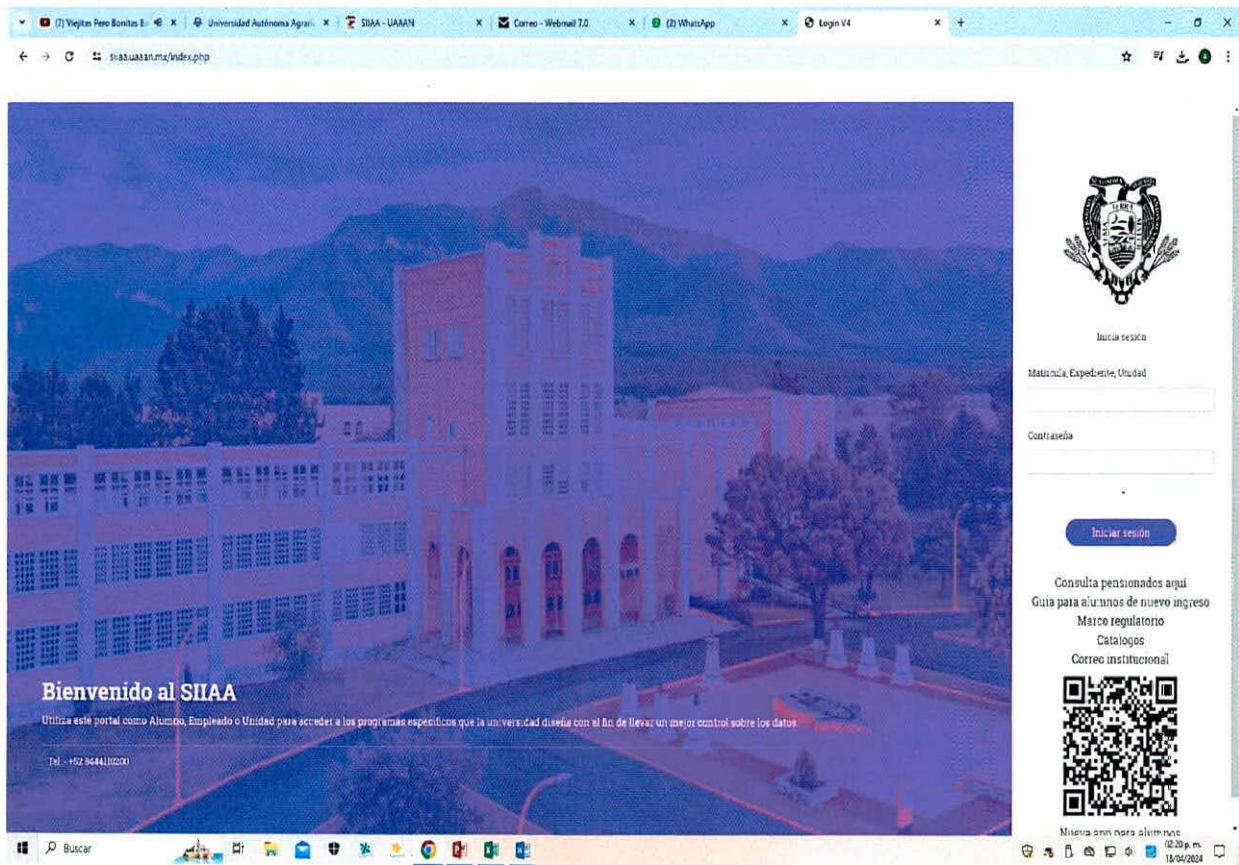 (7) Viejitas Pero Bonitas B
Universidad Autónoma Agrari
SIIAA - UAAAN
Correo - Webmail 7.0
(2) WhatsApp
Login V4
siiaa.uaaan.mx/index.php
Inicia sesión
Matricula, Expediente, Unidad
Contraseña
Iniciar sesión
Consulta pensionados aquí
Guia para alumnos de nuevo ingreso
Marco regulatorio
Catalogos
Correo institucional
Bienvenido al SIIAA
Utiliza este portal como Alumno, Empleado o Unidad para acceder a los programas especificos que la universidad diseña con el fin de llevar un mejor control sobre los datos
Tel :- +52 8444110200
Nueva app para alumnos
Buscar
02:20 p. m.
18/04/2024